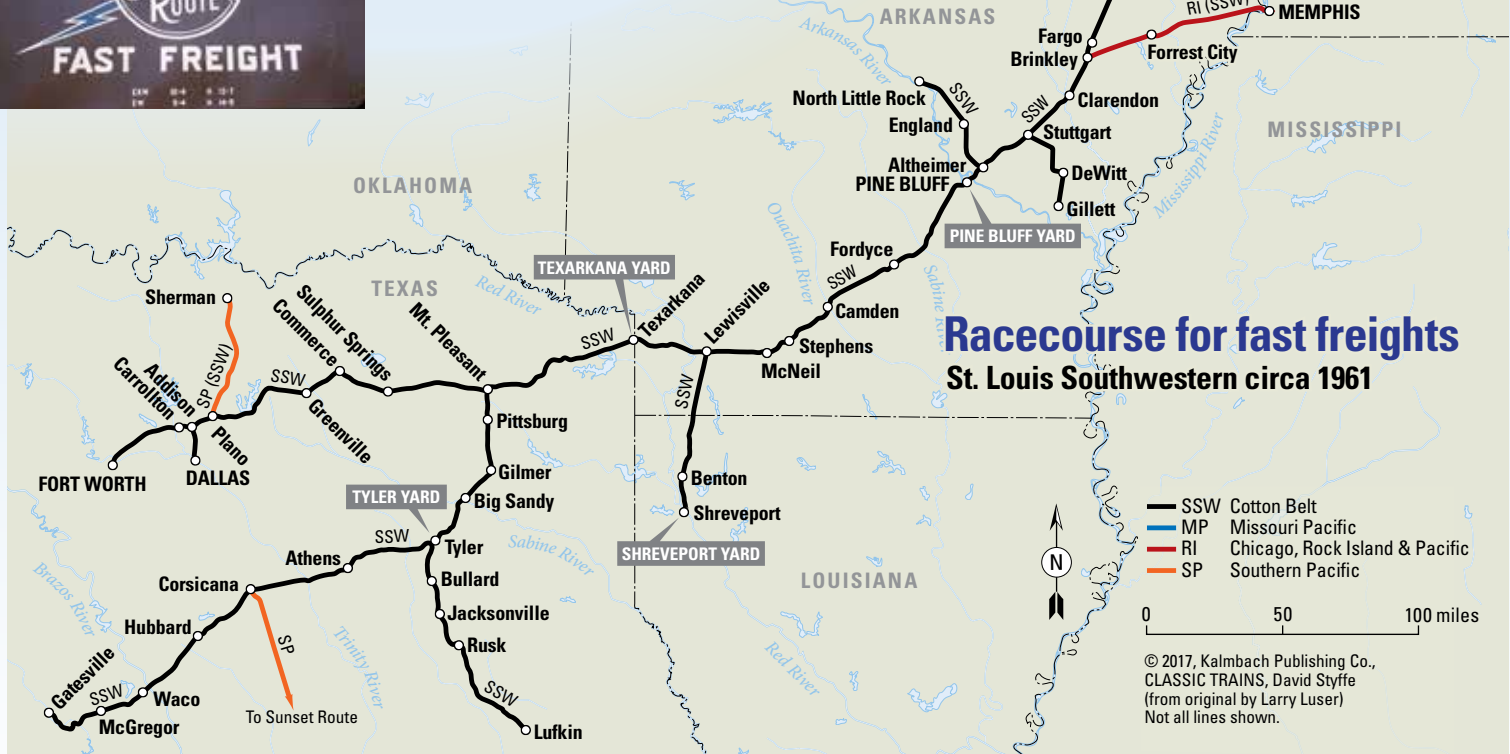 ROUTE
FAST FREIGHT
ARKANSAS
Arkansas River
RI (SSW)
MEMPHIS
Fargo
Brinkley
Forrest City
North Little Rock
SSW
Clarendon
England
SSW
Stuttgart
MISSISSIPPI
Mississippi River
Altheimer
PINE BLUFF
DeWitt
Gillett
OKLAHOMA
PINE BLUFF YARD
Ouachita River
Fordyce
SSW
Sabine
TEXARKANA YARD
TEXAS
Red River
Sherman
Sulphur Springs
Commerce
Mt. Pleasant
Texarkana
Lewisville
Camden
SSW
Stephens
McNeil
Racecourse for fast freights
St. Louis Southwestern circa 1961
SP (SSW)
Addison
Carrollton
SSW
Greenville
Plano
SSW
Pittsburg
FORT WORTH
DALLAS
Gilmer
Benton
TYLER YARD
Big Sandy
Shreveport
SSW Cotton Belt
MP Missouri Pacific
RI Chicago, Rock Island & Pacific
SP Southern Pacific
SSW
Tyler
Sabine River
SHREVEPORT YARD
Athens
N
Brazos River
Corsicana
Bullard
LOUISIANA
Jacksonville
0 50 100 miles
Hubbard
SP
Trinity River
Rusk
Red River
Gatesville
SSW
Waco
SSW
McGregor
To Sunset Route
Lufkin
© 2017, Kalmbach Publishing Co.,
CLASSIC TRAINS, David Styffe
(from original by Larry Luser)
Not all lines shown.